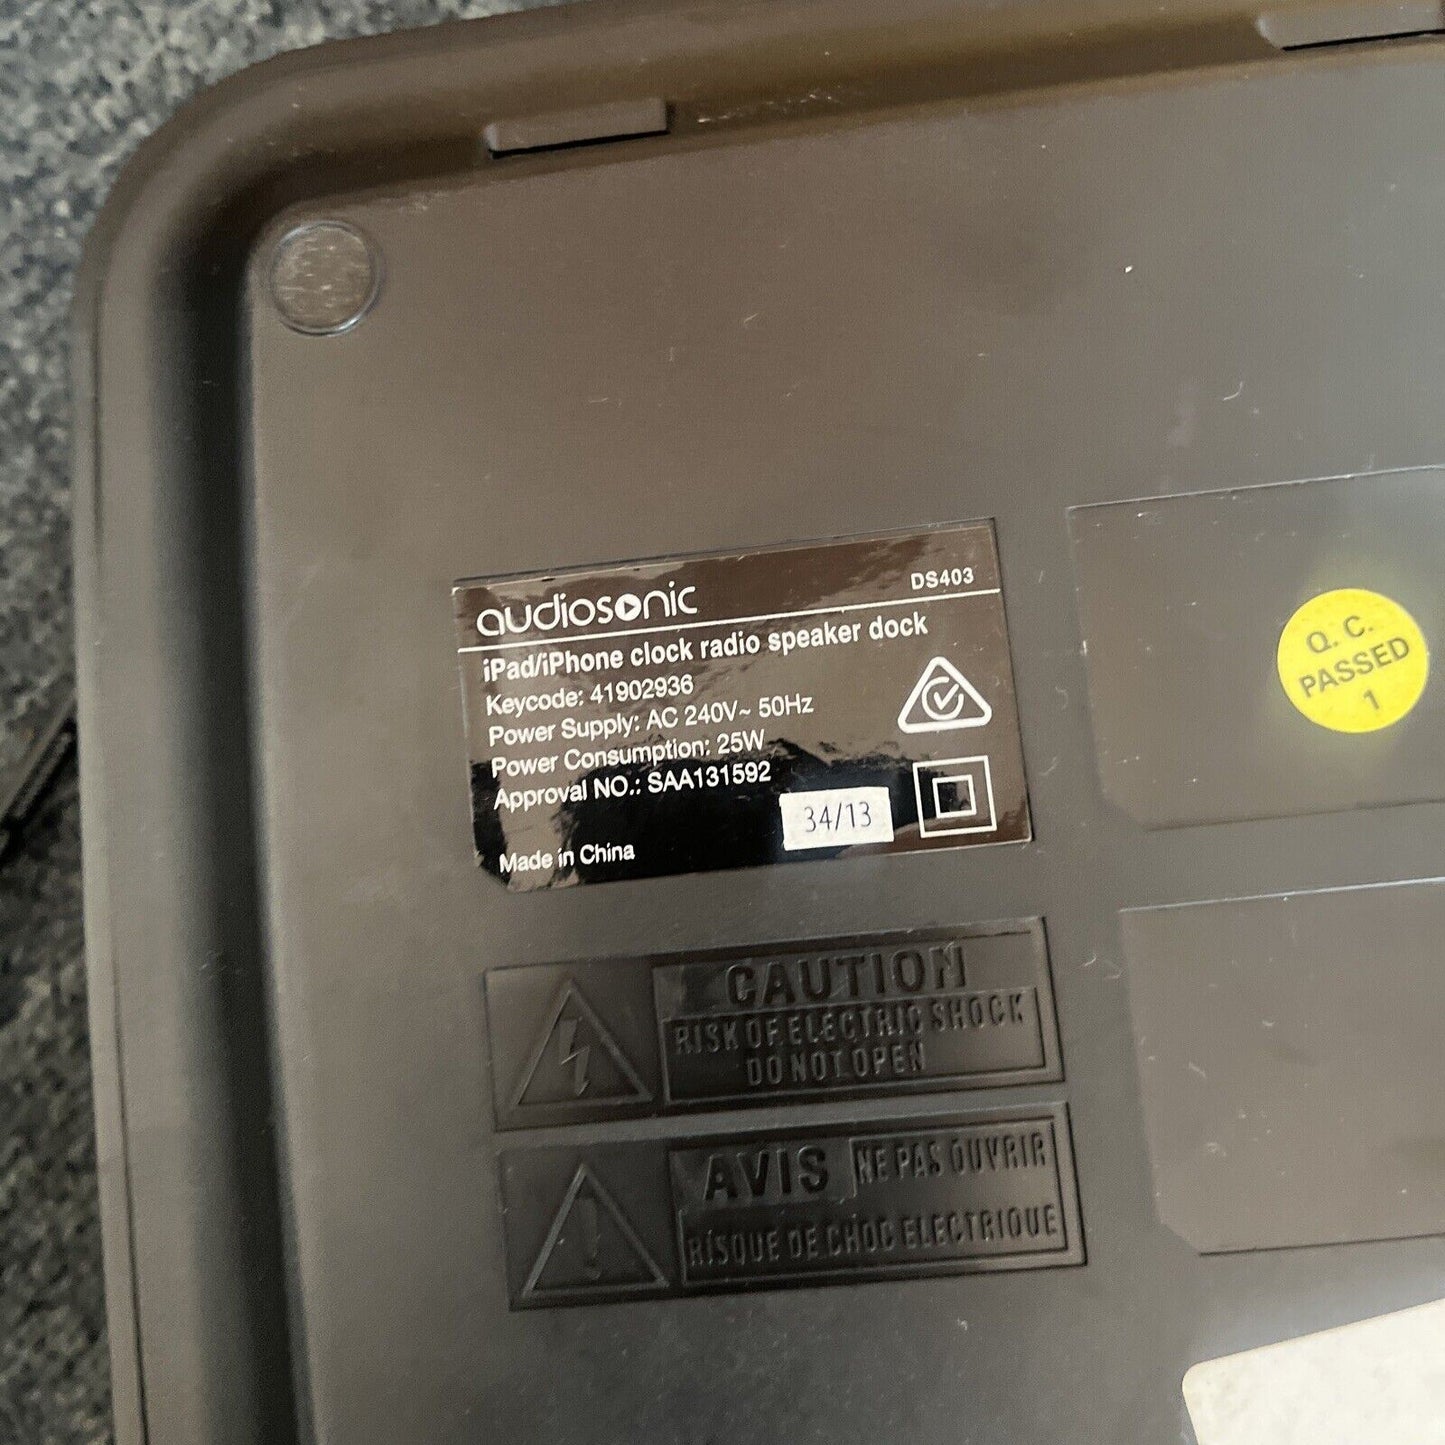 audiosonic DS403
iPad/iPhone clock radio speaker dock
Keycode: 41902936
Power Supply: AC 240V~ 50Hz
Power Consumption: 25W
Approval NO.: SAA131592
34/13
Made in China
Q. C.
PASSED
1
CAUTION
RISK OF ELECTRIC SHOCK
DO NOT OPEN
AVIS NE PAS OUVRIR
RISQUE DE CHOC ELECTRIQUE